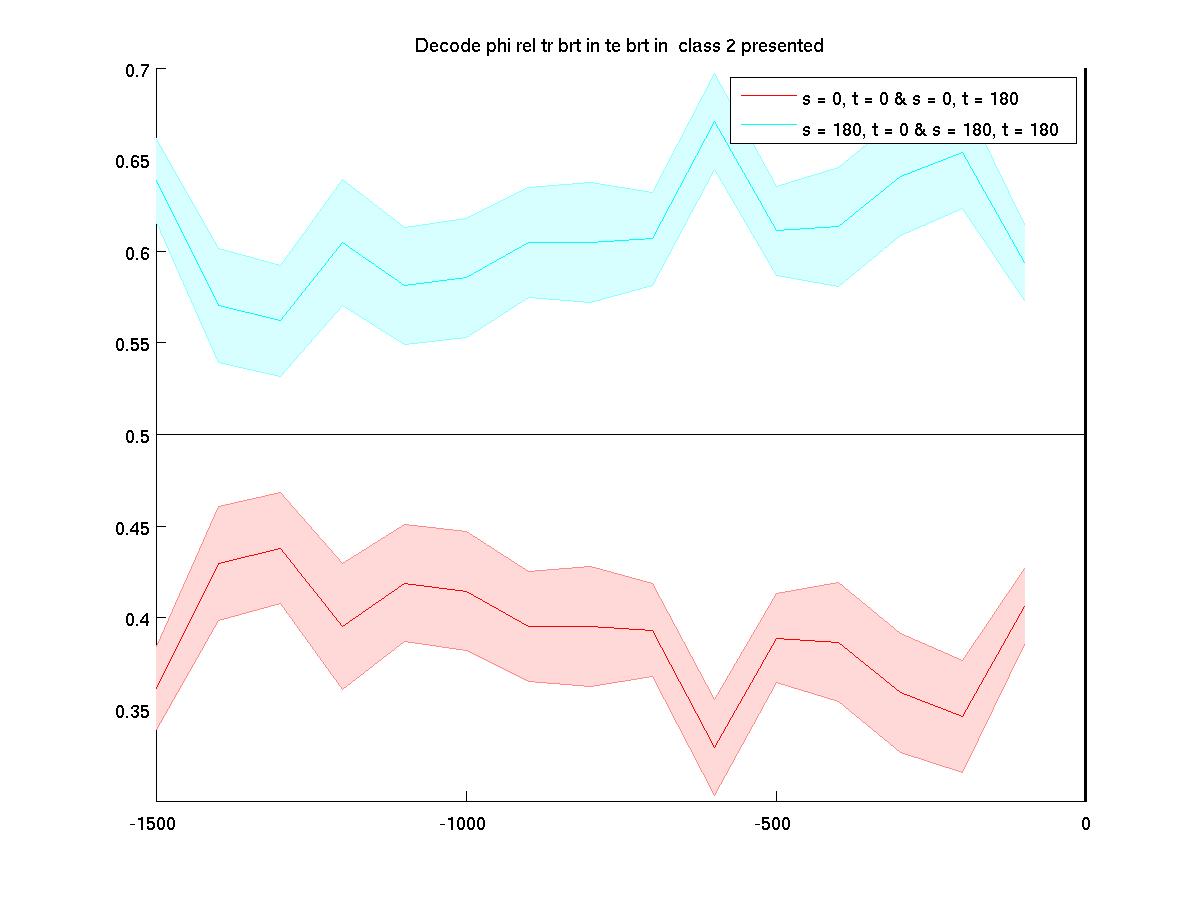 Decode phi rel tr brt in te brt in  class 2 presented
0.7
s = 0, t = 0 & s = 0, t = 180
s = 180, t = 0 & s = 180, t = 180
0.65
0.6
0.55
0.5
0.45
0.4
0.35
-1500 -1000 -500 0